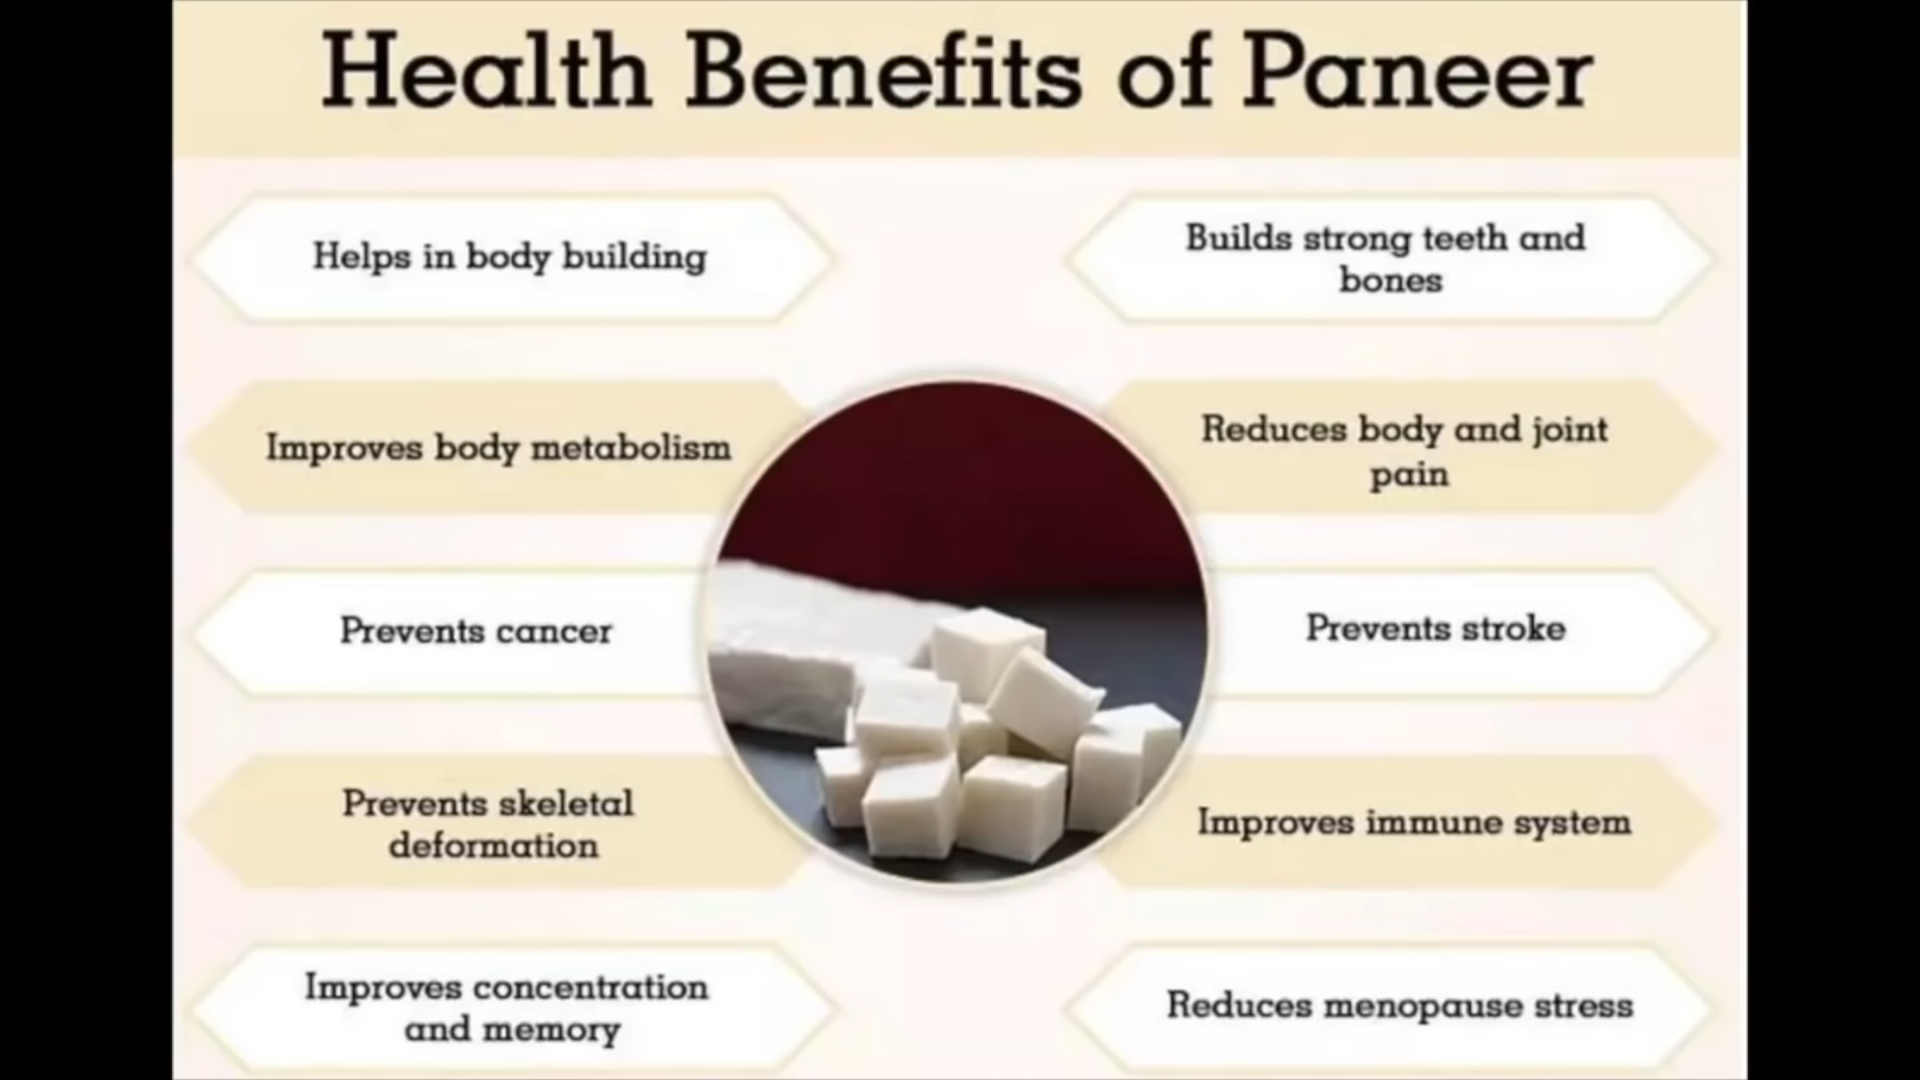 Health Benefits of Paneer
Helps in body building
Builds strong teeth and
bones
Improves body metabolism
Reduces body and joint
pain
Prevents cancer
Prevents stroke
Prevents skeletal
deformation
Improves immune system
Improves concentration
and memory
Reduces menopause stress